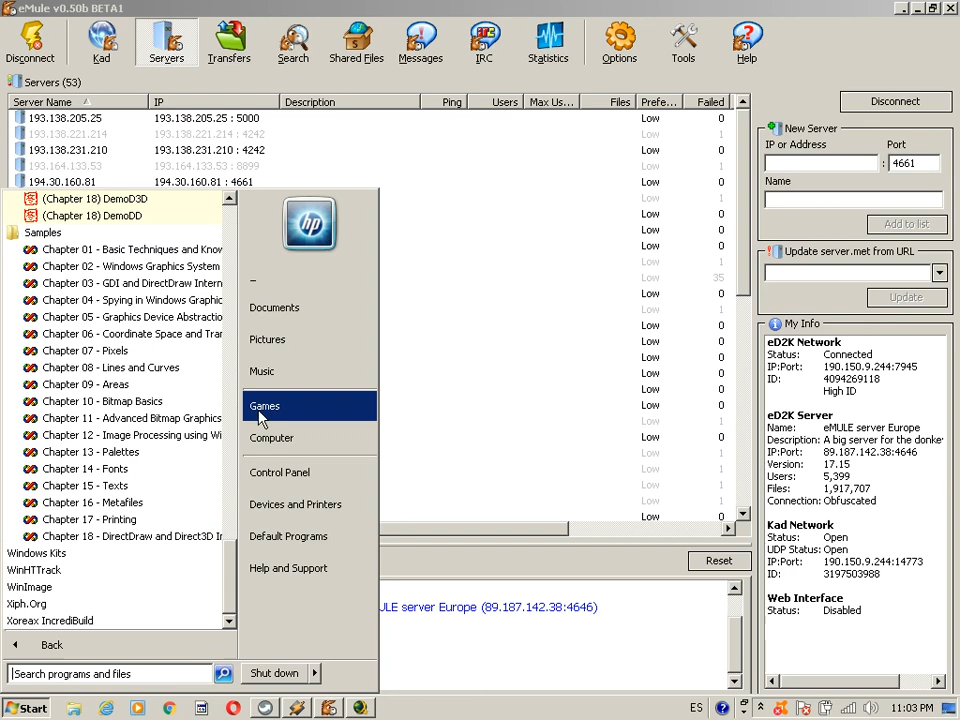 eMule v0.50b BETA1
Disconnect
Kad
Servers
Transfers
Search
Shared Files
Messages
IRC
Statistics
Options
Tools
Help
Servers (53)
Server Name IP Description Ping Users Max Us... Files Prefe... Failed
193.138.205.25 193.138.205.25 : 5000 Low 0
193.138.221.214 193.138.221.214 : 4242 Low 1
193.138.231.210 193.138.231.210 : 4242 Low 0
193.164.133.53 193.164.133.53 : 8899 Low 1
194.30.160.81 194.30.160.81 : 4661 Low 0
Low 1
Low 0
Low 0
Low 0
Low 1
Low 35
Low 0
Low 0
Low 1
Low 0
Low 0
Low 1
Low 0
Low 0
Low 1
Low 0
Low 0
Low 1
Low 0
Low 0
Low 0
Disconnect
New Server
IP or Address Port
: 4661
Name
Add to list
Update server.met from URL
Update
My Info
eD2K Network
Status: Connected
IP:Port: 190.150.9.244:7945
ID: 4094269118
High ID
eD2K Server
Name: eMULE server Europe
Description: A big server for the donke
IP:Port: 89.187.142.38:4646
Version: 17.15
Users: 5,399
Files: 1,917,707
Connection: Obfuscated
Kad Network
Status: Open
UDP Status: Open
IP:Port: 190.150.9.244:14773
ID: 3197503988
Web Interface
Status: Disabled
Reset
ULE server Europe (89.187.142.38:4646)
(Chapter 18) DemoD3D
(Chapter 18) DemoDD
Samples
Chapter 01 - Basic Techniques and Know
Chapter 02 - Windows Graphics System
Chapter 03 - GDI and DirectDraw Intern
Chapter 04 - Spying in Windows Graphic
Chapter 05 - Graphics Device Abstractio
Chapter 06 - Coordinate Space and Tran
Chapter 07 - Pixels
Chapter 08 - Lines and Curves
Chapter 09 - Areas
Chapter 10 - Bitmap Basics
Chapter 11 - Advanced Bitmap Graphics
Chapter 12 - Image Processing using Wi
Chapter 13 - Palettes
Chapter 14 - Fonts
Chapter 15 - Texts
Chapter 16 - Metafiles
Chapter 17 - Printing
Chapter 18 - DirectDraw and Direct3D I
Windows Kits
WinHTTrack
WinImage
Xiph.Org
Xoreax IncrediBuild
Back
Search programs and files
hp
_
Documents
Pictures
Music
Games
Computer
Control Panel
Devices and Printers
Default Programs
Help and Support
Shut down
Start
ES
11:03 PM